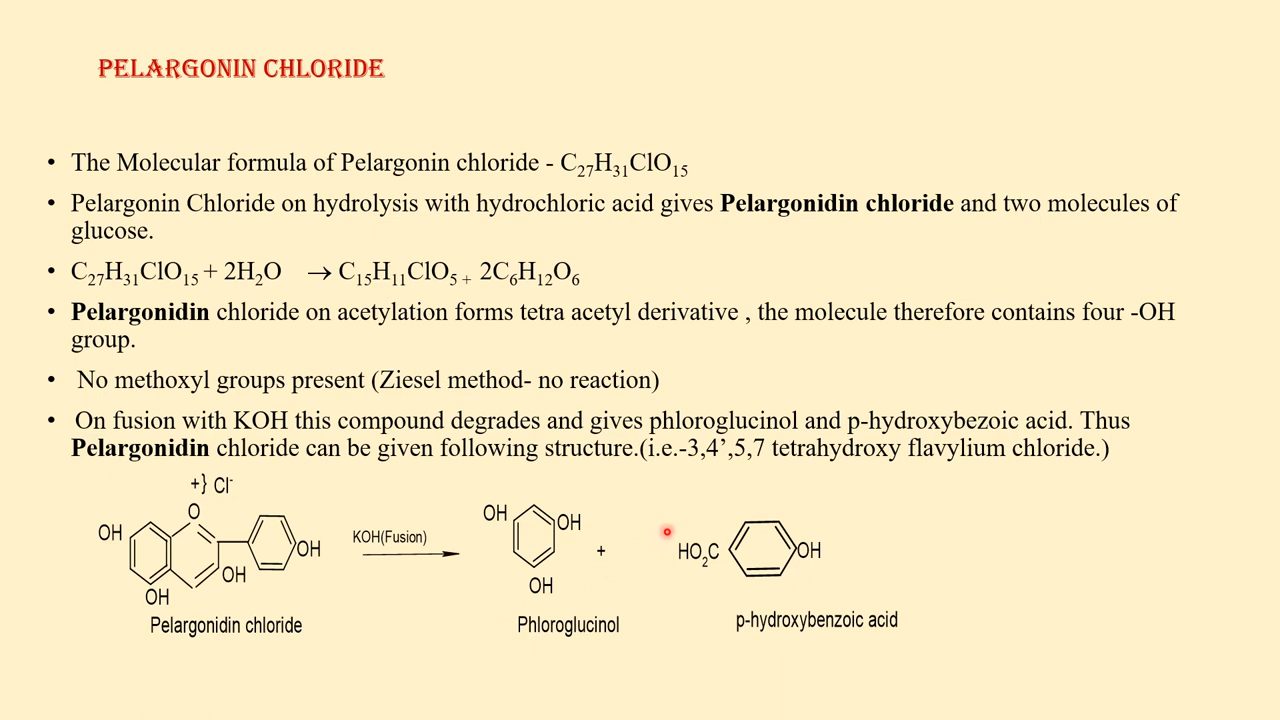 PELARGONIN CHLORIDE
• The Molecular formula of Pelargonin chloride - C27H31ClO15
• Pelargonin Chloride on hydrolysis with hydrochloric acid gives Pelargonidin chloride and two molecules of
glucose.
• C27H31ClO15 + 2H2O → C15H11ClO5 + 2C6H12O6
• Pelargonidin chloride on acetylation forms tetra acetyl derivative , the molecule therefore contains four -OH
group.
• No methoxyl groups present (Ziesel method- no reaction)
• On fusion with KOH this compound degrades and gives phloroglucinol and p-hydroxybezoic acid. Thus
Pelargonidin chloride can be given following structure.(i.e.-3,4’,5,7 tetrahydroxy flavylium chloride.)
+} Cl-
O
OH
OH
OH
OH
Pelargonidin chloride
KOH(Fusion)
OH
OH
OH
Phloroglucinol
+
HO2C
OH
p-hydroxybenzoic acid